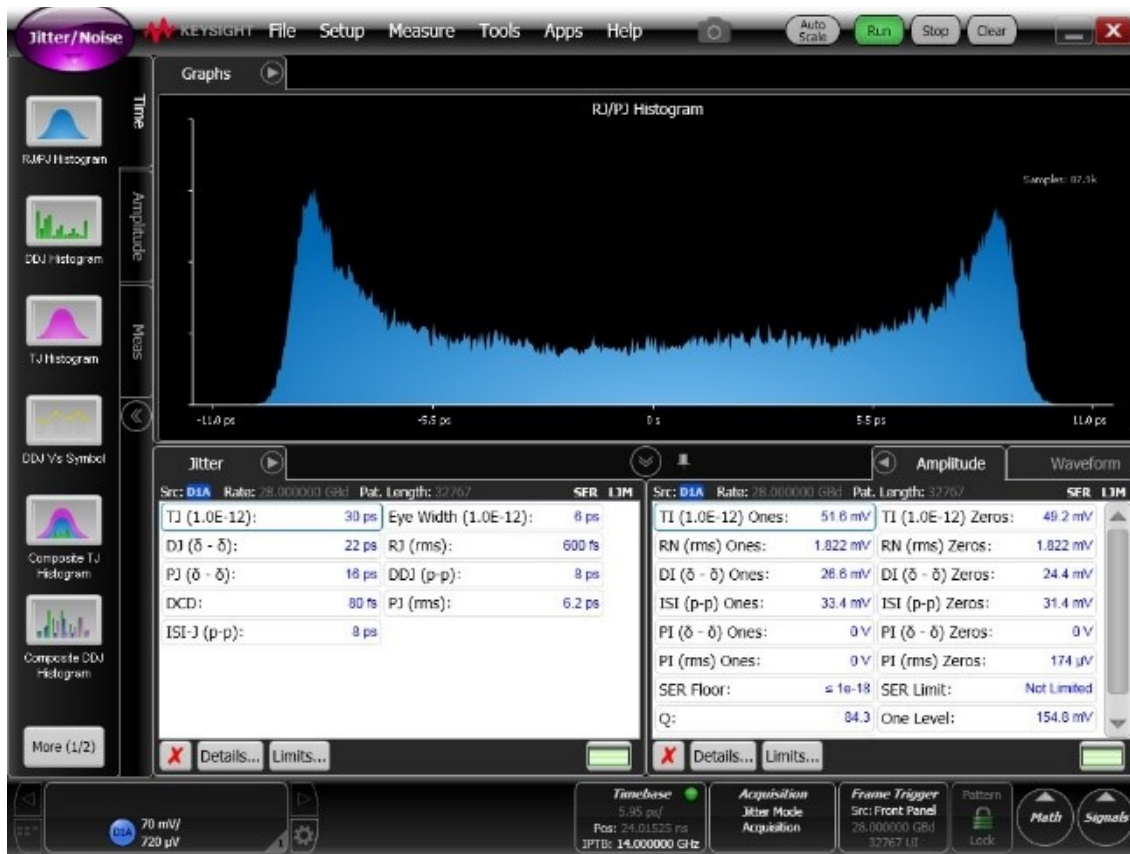 Jitter/Noise
KEYSIGHT File Setup Measure Tools Apps Help Auto Scale Run Stop Clear
Graphs
RJ/PJ Histogram
Samples: 87.1k
-11.0 ps -5.5 ps 0 s 5.5 ps 11.0 ps
Time
Amplitude
Meas
RJ/PJ Histogram
DDJ Histogram
TJ Histogram
DDJ Vs Symbol
Composite TJ
Histogram
Composite DDJ
Histogram
More (1/2)
Jitter
Src: D1A Rate: 28.000000 GBd Pat. Length: 32767 SER IJM
TJ (1.0E-12): 30 ps Eye Width (1.0E-12): 6 ps
DJ (δ - δ): 22 ps RJ (rms): 600 fs
PJ (δ - δ): 16 ps DDJ (p-p): 8 ps
DCD: 80 fs PJ (rms): 6.2 ps
ISI-J (p-p): 8 ps
Details... Limits...
Amplitude Waveform
Src: D1A Rate: 28.000000 GBd Pat. Length: 32767 SER IJM
TI (1.0E-12) Ones: 51.6 mV TI (1.0E-12) Zeros: 49.2 mV
RN (rms) Ones: 1.822 mV RN (rms) Zeros: 1.822 mV
DI (δ - δ) Ones: 26.6 mV DI (δ - δ) Zeros: 24.4 mV
ISI (p-p) Ones: 33.4 mV ISI (p-p) Zeros: 31.4 mV
PI (δ - δ) Ones: 0 V PI (δ - δ) Zeros: 0 V
PI (rms) Ones: 0 V PI (rms) Zeros: 174 µV
SER Floor: ≤ 1e-18 SER Limit: Not Limited
Q: 84.3 One Level: 154.8 mV
Details... Limits...
D1A 70 mV/
720 µV
1
Timebase
5.95 ps/
Pos: 24.01525 ns
IPTB: 14.000000 GHz
Acquisition
Jitter Mode
Acquisition
Frame Trigger
Src: Front Panel
28.000000 GBd
32767 UI
Pattern
Lock
Math
Signals